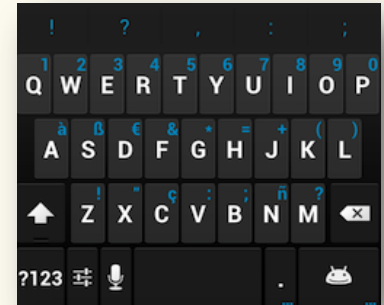 ! ? , : ;
1 2 3 4 5 6 7 8 9 0
Q W E R T Y U I O P
à ß € & * = + ( )
A S D F G H J K L
! " ç : ; ñ ?
Z X C V B N M
?123 .
... ...